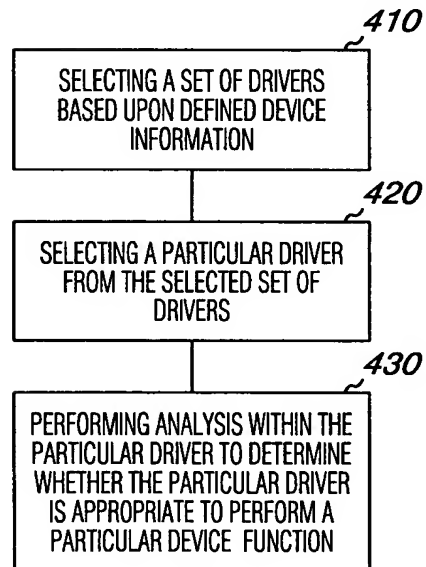 410
SELECTING A SET OF DRIVERS
BASED UPON DEFINED DEVICE
INFORMATION
420
SELECTING A PARTICULAR DRIVER
FROM THE SELECTED SET OF
DRIVERS
430
PERFORMING ANALYSIS WITHIN THE
PARTICULAR DRIVER TO DETERMINE
WHETHER THE PARTICULAR DRIVER
IS APPROPRIATE TO PERFORM A
PARTICULAR DEVICE FUNCTION